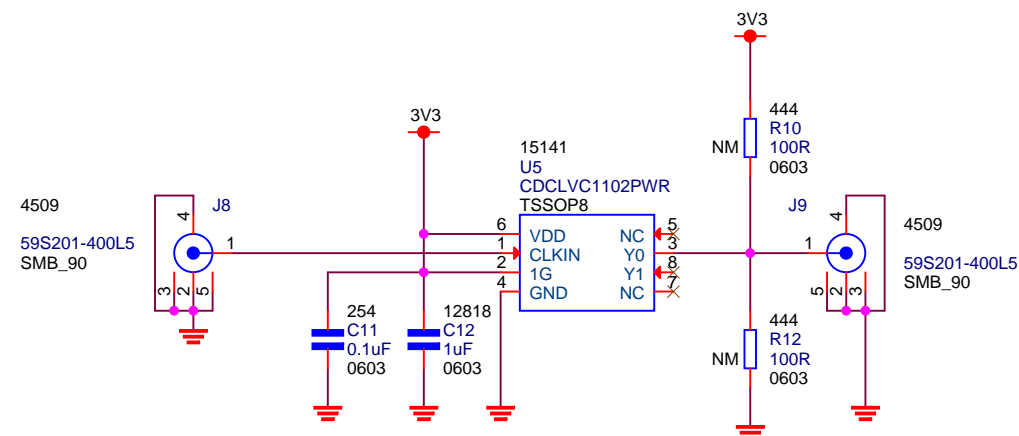 3V3
444
R10
NM
100R
0603
3V3
15141
U5
CDCLVC1102PWR
TSSOP8
4509
J8
4
59S201-400L5
SMB_90
1
3
2
5
6
VDD
1
CLKIN
2
1G
4
GND
NC
5
Y0
3
Y1
8
NC
7
J9
4
4509
1
59S201-400L5
SMB_90
5
2
3
254
C11
0.1uF
0603
12818
C12
1uF
0603
444
R12
NM
100R
0603